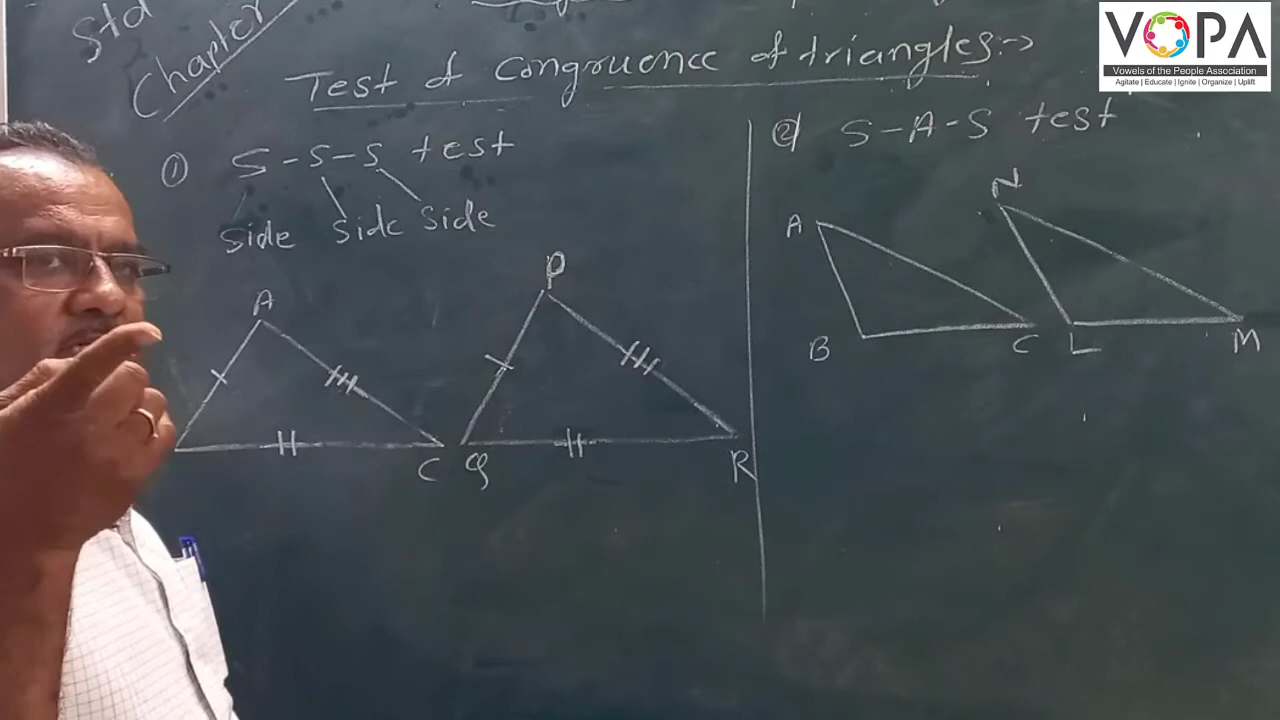 Std
Chapter
Test of Congruence of triangles:->
① S-S-S test
Side Side Side
A
C
P
Q
R
② S-A-S test
A
B
C
N
L
M
VOPA
Vowels of the People Association
Agitate | Educate | Ignite | Organize | Uplift